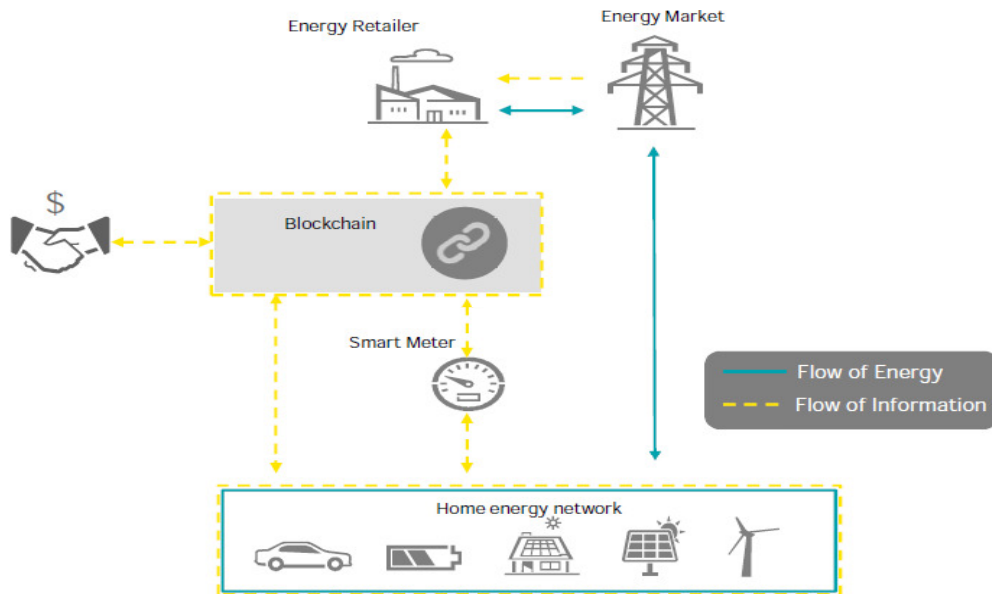 Energy Market
Energy Retailer
$
Blockchain
Smart Meter
Flow of Energy
Flow of Information
Home energy network